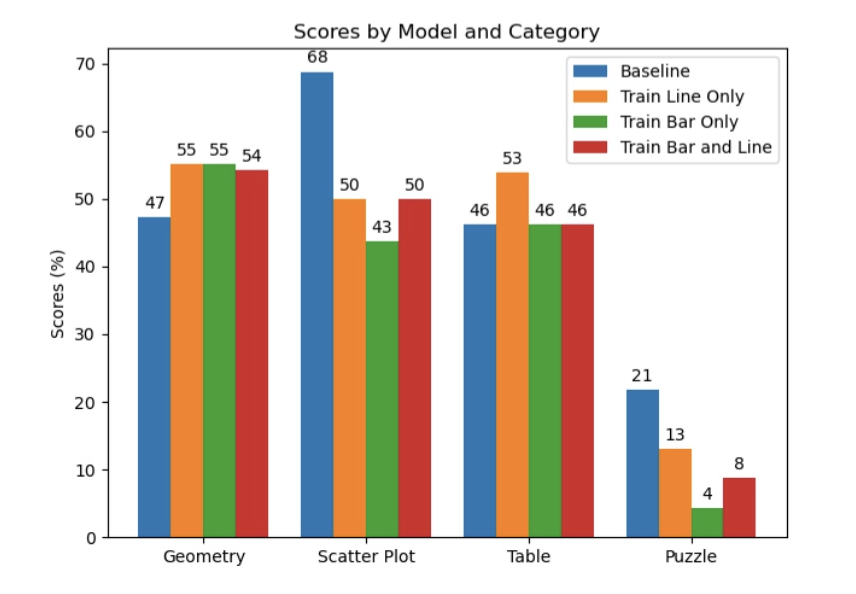 Scores by Model and Category
Scores (%)
70
60
50
40
30
20
10
0
47
55
55
54
68
50
43
50
46
53
46
46
21
13
4
8
Baseline
Train Line Only
Train Bar Only
Train Bar and Line
Geometry
Scatter Plot
Table
Puzzle